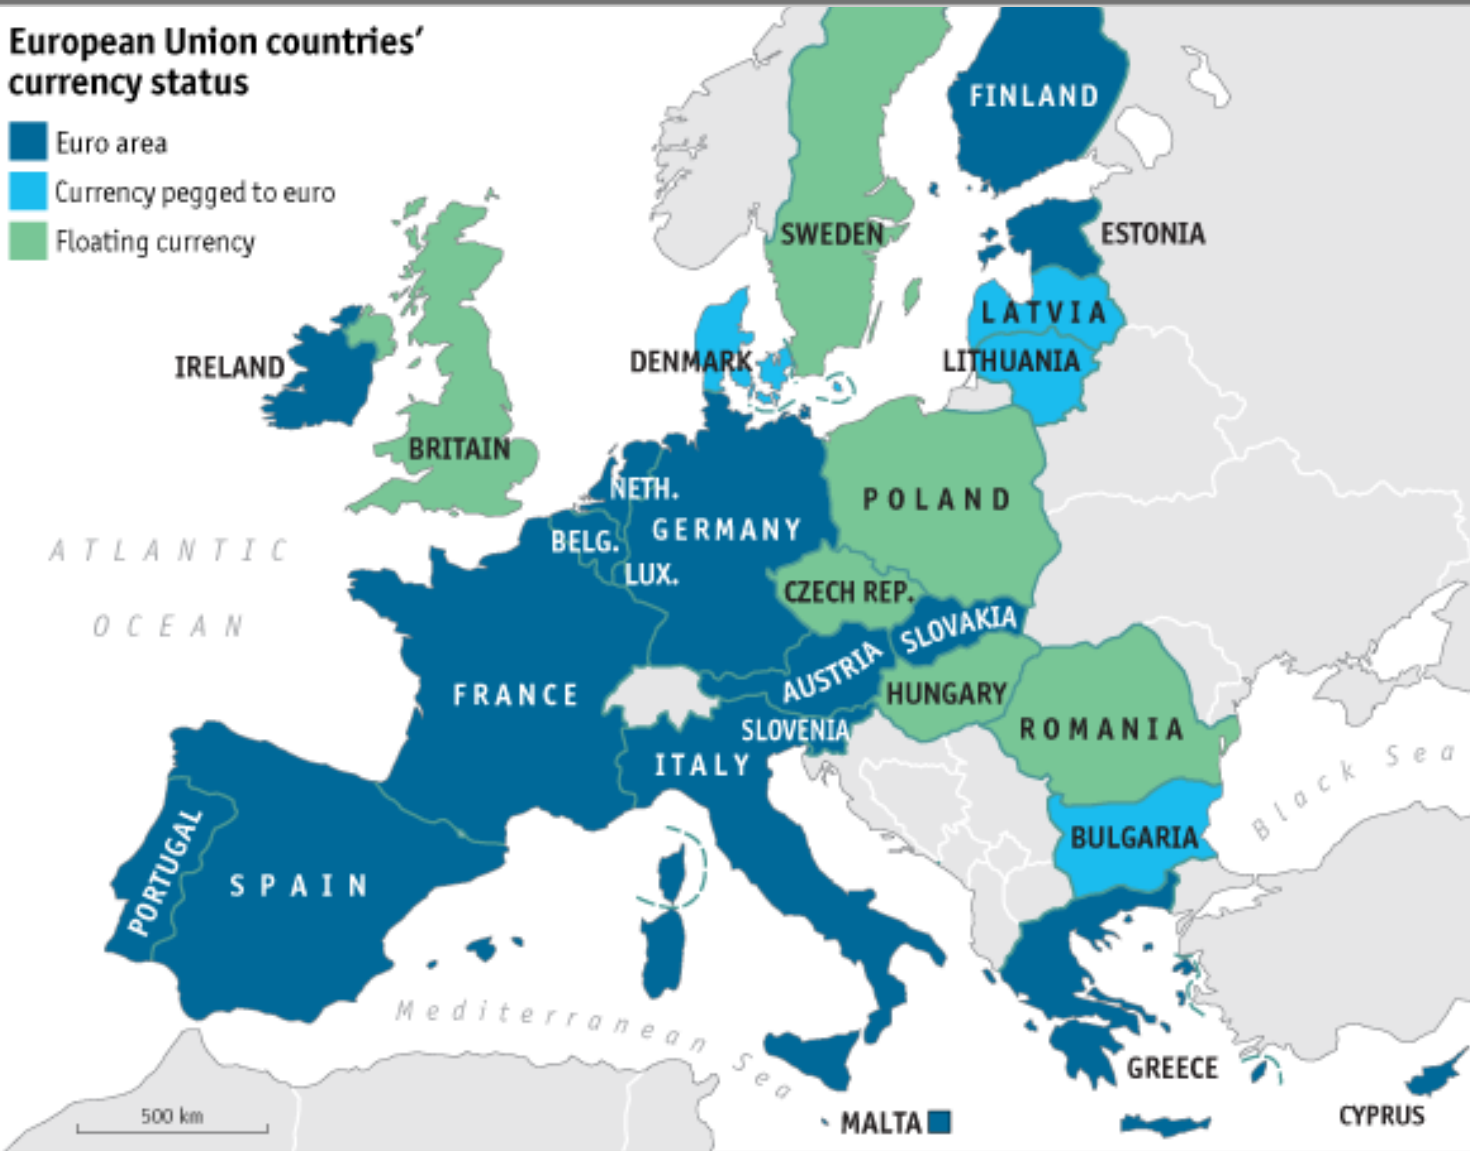 European Union countries’
currency status
Euro area
Currency pegged to euro
Floating currency
FINLAND
SWEDEN
ESTONIA
LATVIA
LITHUANIA
DENMARK
IRELAND
BRITAIN
NETH.
POLAND
GERMANY
BELG.
LUX.
ATLANTIC
OCEAN
CZECH REP.
SLOVAKIA
AUSTRIA
FRANCE
HUNGARY
SLOVENIA
ROMANIA
ITALY
Black Sea
BULGARIA
PORTUGAL
SPAIN
Mediterranean Sea
GREECE
500 km
MALTA
CYPRUS